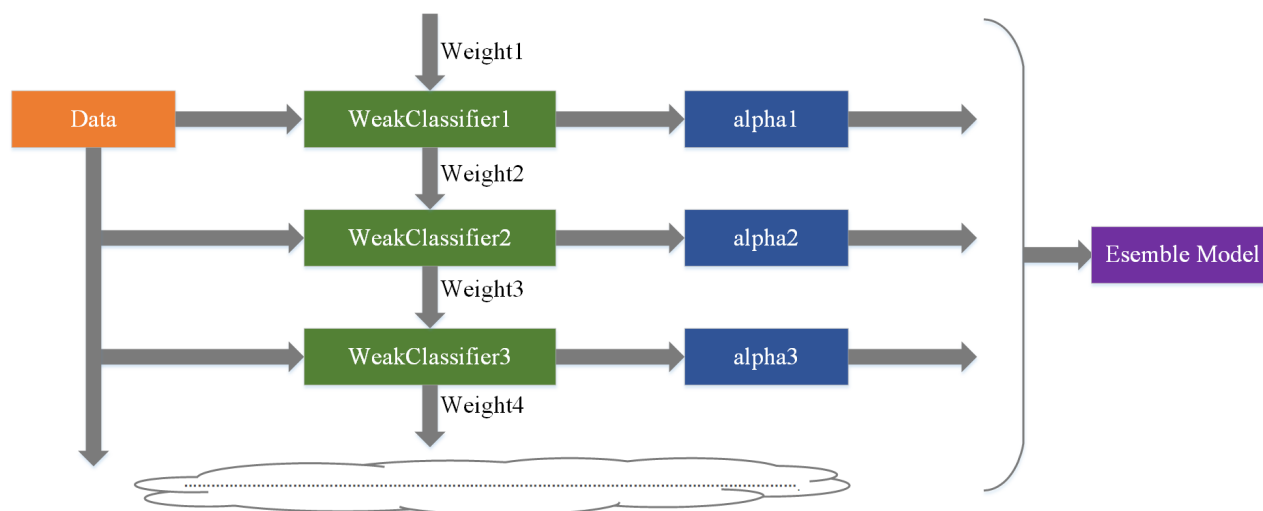 Weight1
Data
WeakClassifier1
alpha1
Weight2
WeakClassifier2
alpha2
Esemble Model
Weight3
WeakClassifier3
alpha3
Weight4